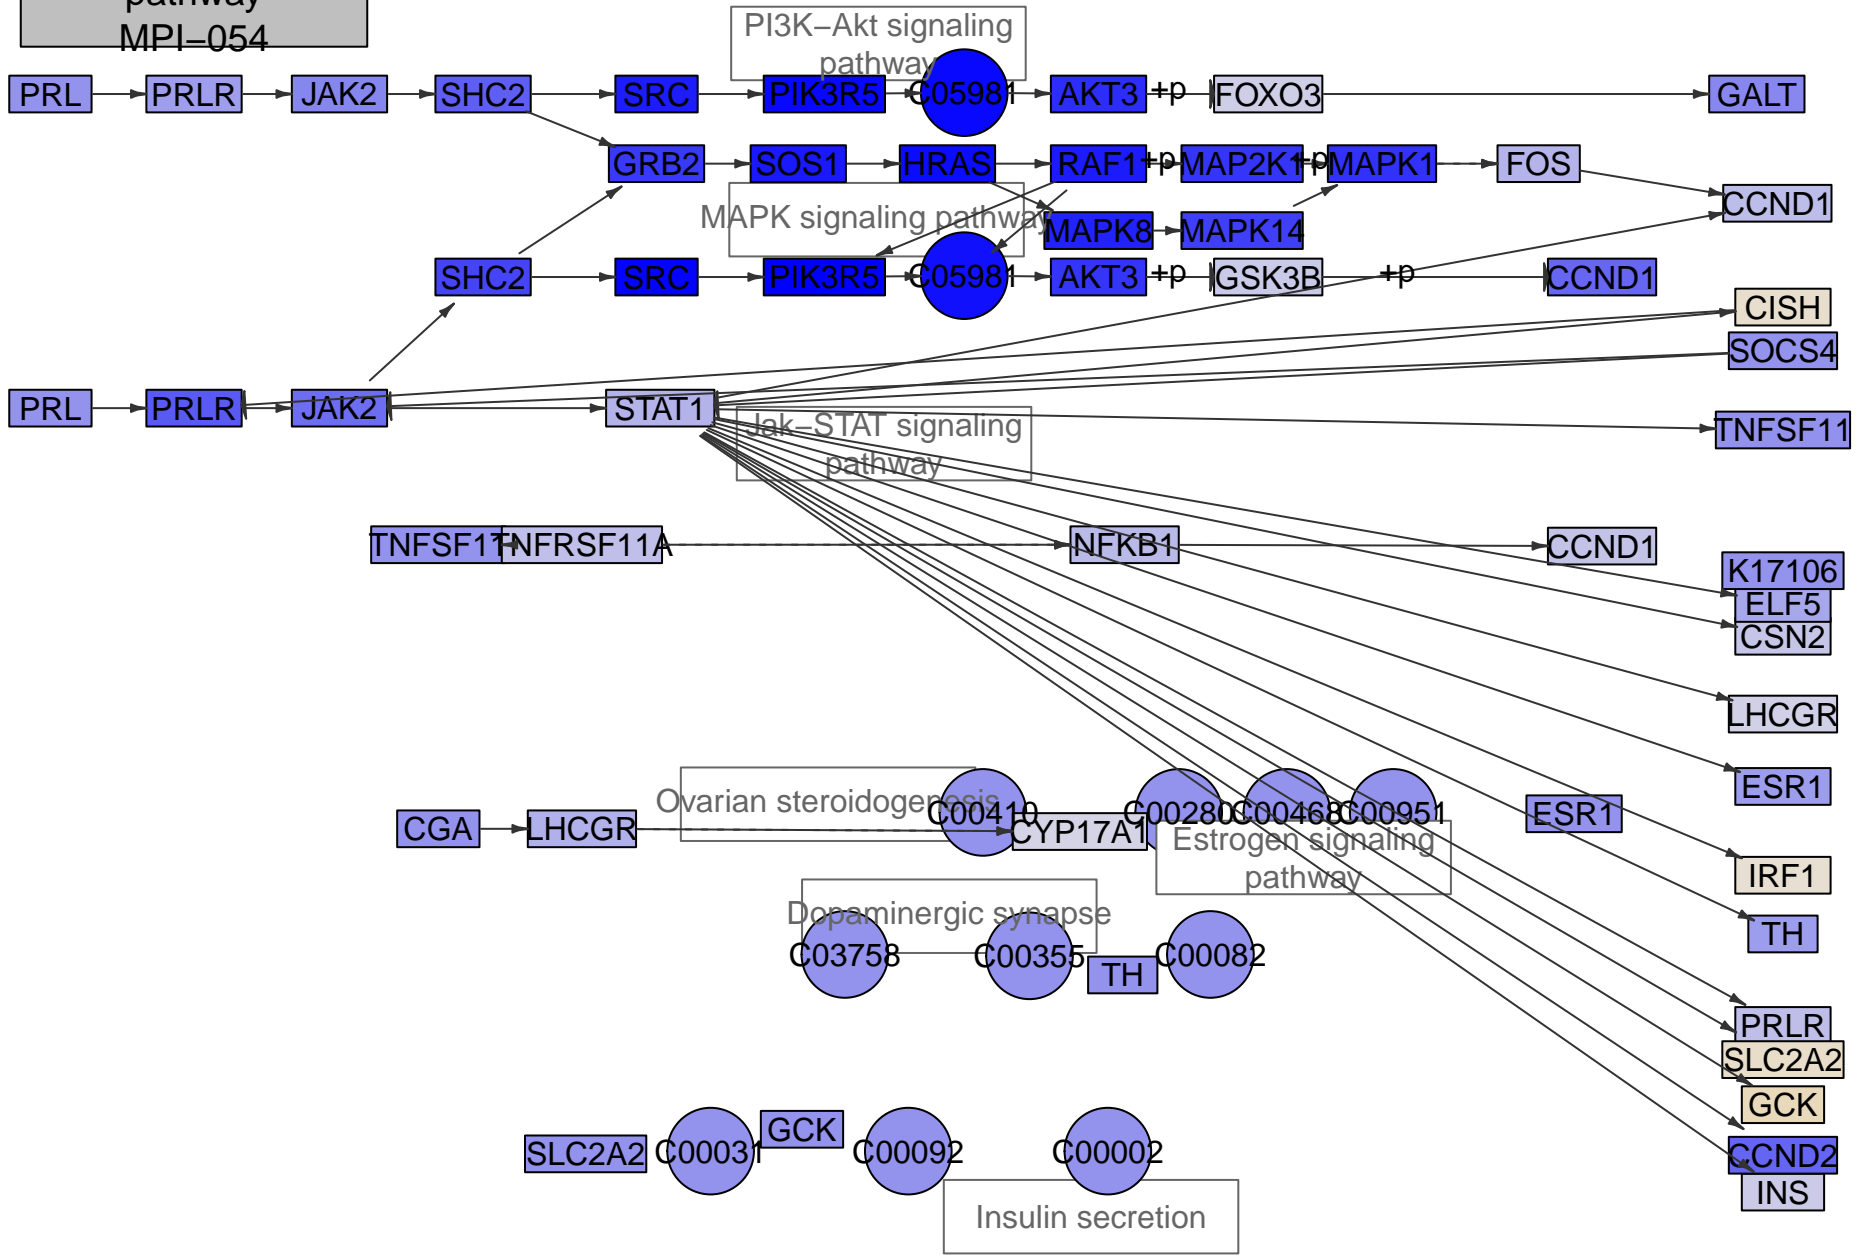 pathway
MPI–054
PI3K–Akt signaling
pathway
PRL
PRLR
JAK2
SHC2
SRC
PIK3R5
C05981
AKT3
+p
FOXO3
GALT
GRB2
SOS1
HRAS
RAF1
+p
MAP2K1
+p
MAPK1
FOS
CCND1
MAPK signaling pathway
MAPK8
MAPK14
SHC2
SRC
PIK3R5
C05981
AKT3
+p
GSK3B
+p
CCND1
CISH
SOCS4
PRL
PRLR
JAK2
STAT1
Jak–STAT signaling
pathway
TNFSF11
TNFSF11
TNFRSF11A
NFKB1
CCND1
K17106
ELF5
CSN2
LHCGR
ESR1
Ovarian steroidogenesis
C00410
C00280
C00468
C00951
ESR1
CGA
LHCGR
CYP17A1
Estrogen signaling
pathway
IRF1
Dopaminergic synapse
TH
C03758
C00355
TH
C00082
PRLR
SLC2A2
GCK
SLC2A2
C00031
GCK
C00092
C00002
CCND2
INS
Insulin secretion